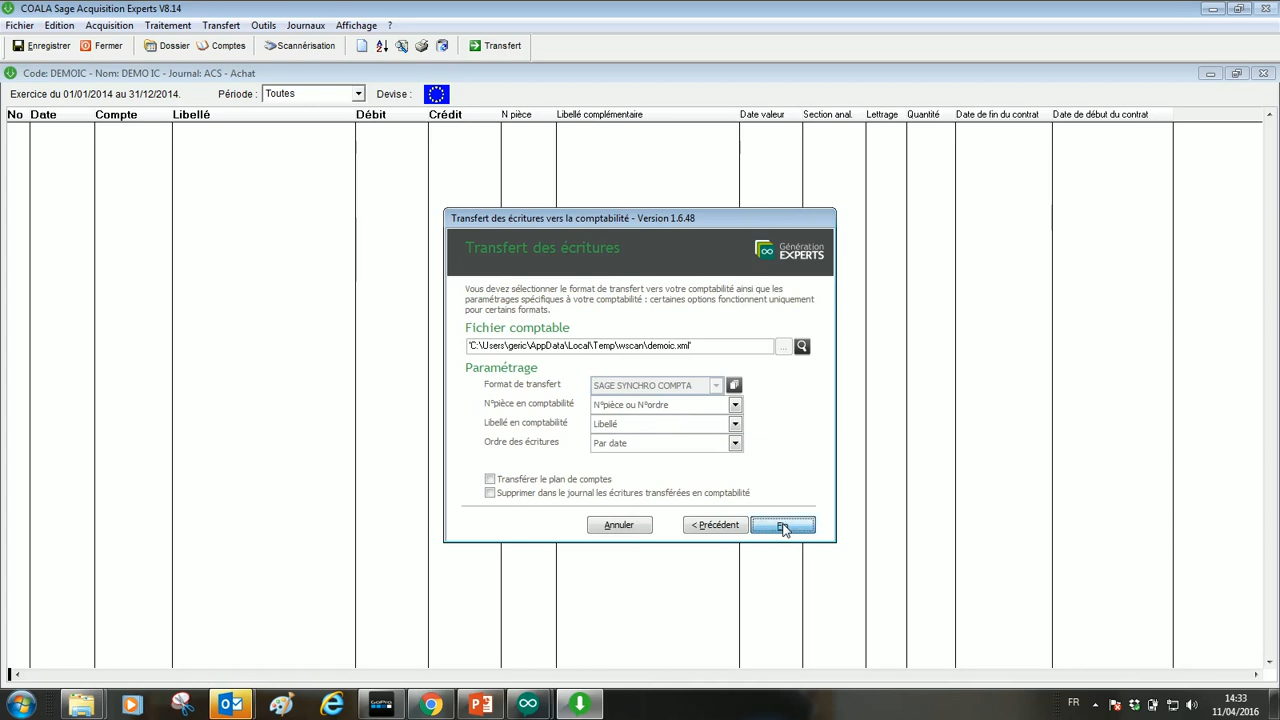 COALA Sage Acquisition Experts V8.14
Fichier Edition Acquisition Traitement Transfert Outils Journaux Affichage ?
Enregistrer Fermer Dossier Comptes Scannérisation Transfert
Code: DEMOIC - Nom: DEMO IC - Journal: ACS - Achat
Exercice du 01/01/2014 au 31/12/2014. Période : Toutes Devise :
No Date Compte Libellé Débit Crédit N pièce Libellé complémentaire Date valeur Section anal. Lettrage Quantité Date de fin du contrat Date de début du contrat
Transfert des écritures vers la comptabilité - Version 1.6.48
Transfert des écritures
Génération
EXPERTS
Vous devez sélectionner le format de transfert vers votre comptabilité ainsi que les
paramétrages spécifiques à votre comptabilité : certaines options fonctionnent uniquement
pour certains formats.
Fichier comptable
'C:\Users\geric\AppData\Local\Temp\wscan\demoic.xml' ...
Paramétrage
Format de transfert SAGE SYNCHRO COMPTA
N°pièce en comptabilité N°pièce ou N°ordre
Libellé en comptabilité Libellé
Ordre des écritures Par date
Transférer le plan de comptes
Supprimer dans le journal les écritures transférées en comptabilité
Annuler < Précédent
FR 14:33
11/04/2016